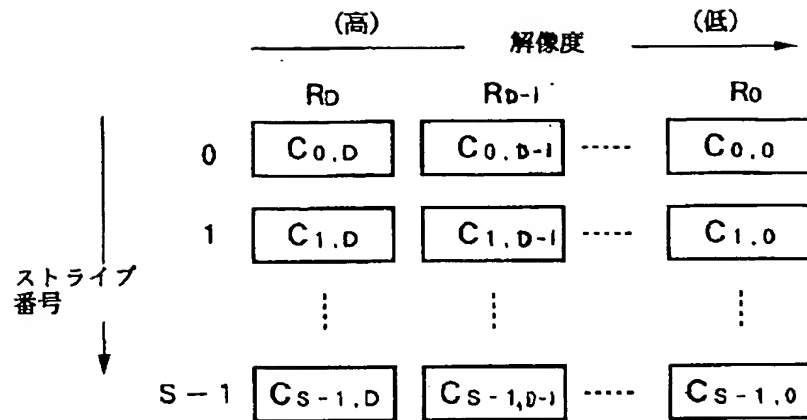 (高) 解像度 (低)
RD RD-1 R0
0 C0,D C0,D-1 ····· C0,0
1 C1,D C1,D-1 ····· C1,0
ストライプ
番号
S-1 CS-1,D CS-1,D-1 ····· CS-1,0